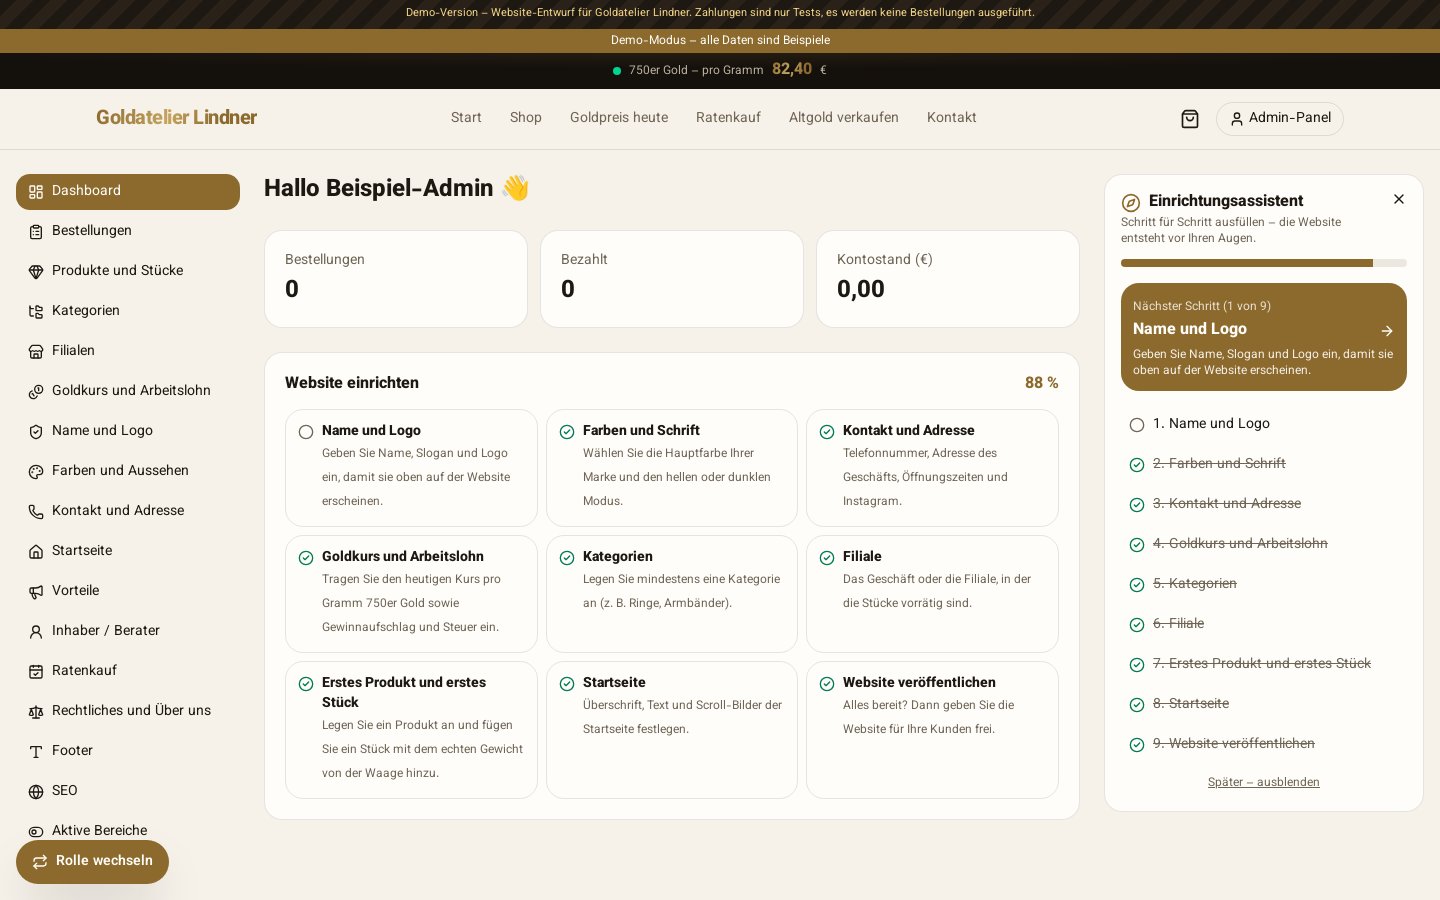 Demo-Version – Website-Entwurf für Goldatelier Lindner. Zahlungen sind nur Tests, es werden keine Bestellungen ausgeführt.
Demo-Modus – alle Daten sind Beispiele
750er Gold – pro Gramm 82,40 €
Goldatelier Lindner
Start
Shop
Goldpreis heute
Ratenkauf
Altgold verkaufen
Kontakt
Admin-Panel
Dashboard
Bestellungen
Produkte und Stücke
Kategorien
Filialen
Goldkurs und Arbeitslohn
Name und Logo
Farben und Aussehen
Kontakt und Adresse
Startseite
Vorteile
Inhaber / Berater
Ratenkauf
Rechtliches und Über uns
Footer
SEO
Aktive Bereiche
Rolle wechseln
Hallo Beispiel-Admin 👋
Bestellungen
0
Bezahlt
0
Kontostand (€)
0,00
Website einrichten
88 %
Name und Logo
Geben Sie Name, Slogan und Logo
ein, damit sie oben auf der Website
erscheinen.
Farben und Schrift
Wählen Sie die Hauptfarbe Ihrer
Marke und den hellen oder dunklen
Modus.
Kontakt und Adresse
Telefonnummer, Adresse des
Geschäfts, Öffnungszeiten und
Instagram.
Goldkurs und Arbeitslohn
Tragen Sie den heutigen Kurs pro
Gramm 750er Gold sowie
Gewinnaufschlag und Steuer ein.
Kategorien
Legen Sie mindestens eine Kategorie
an (z. B. Ringe, Armbänder).
Filiale
Das Geschäft oder die Filiale, in der
die Stücke vorrätig sind.
Erstes Produkt und erstes
Stück
Legen Sie ein Produkt an und fügen
Sie ein Stück mit dem echten Gewicht
von der Waage hinzu.
Startseite
Überschrift, Text und Scroll-Bilder der
Startseite festlegen.
Website veröffentlichen
Alles bereit? Dann geben Sie die
Website für Ihre Kunden frei.
Einrichtungsassistent
Schritt für Schritt ausfüllen – die Website
entsteht vor Ihren Augen.
Nächster Schritt (1 von 9)
Name und Logo
Geben Sie Name, Slogan und Logo ein, damit sie
oben auf der Website erscheinen.
1. Name und Logo
2. Farben und Schrift
3. Kontakt und Adresse
4. Goldkurs und Arbeitslohn
5. Kategorien
6. Filiale
7. Erstes Produkt und erstes Stück
8. Startseite
9. Website veröffentlichen
Später – ausblenden